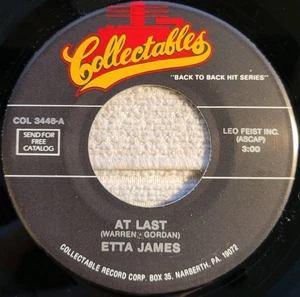 Collectables
"BACK TO BACK HIT SERIES"
COL 3446-A
SEND FOR
FREE
CATALOG
LEO FEIST INC.
(ASCAP)
3:00
AT LAST
(WARREN - GORDAN)
ETTA JAMES
COLLECTABLE RECORD CORP. BOX 35, NARBERTH, PA. 19072